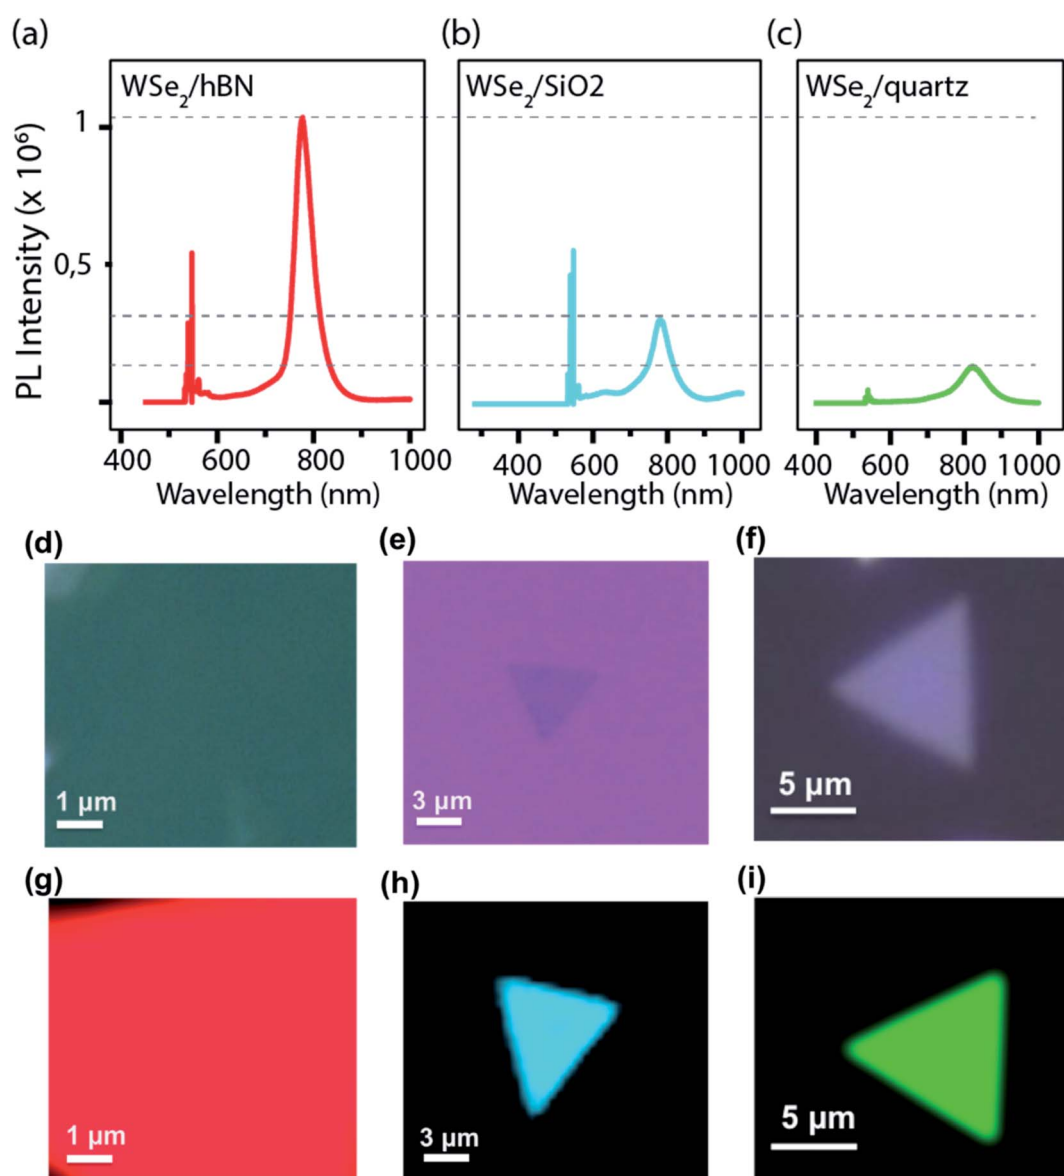 (a)
(b)
(c)
WSe₂/hBN
WSe₂/SiO2
WSe₂/quartz
PL Intensity (x 10⁶)
1
0,5
400 600 800 1000
400 600 800 1000
400 600 800 1000
Wavelength (nm)
Wavelength (nm)
Wavelength (nm)
(d)
(e)
(f)
1 µm
3 µm
5 µm
(g)
(h)
(i)
1 µm
3 µm
5 µm